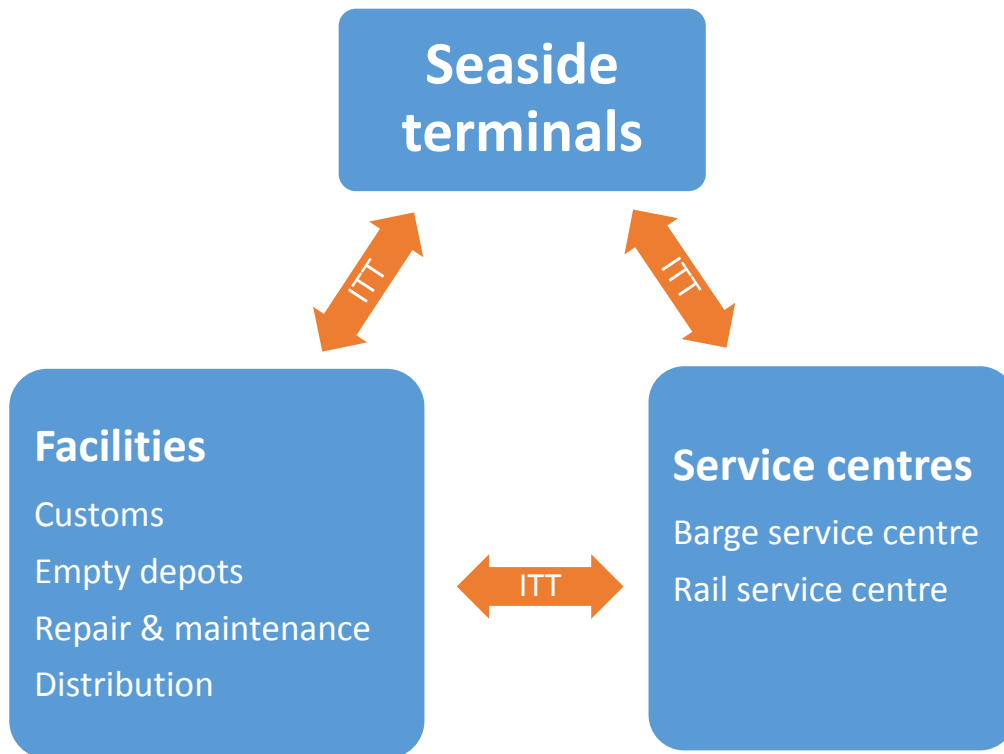 Seaside
terminals
ITT
ITT
Facilities
Customs
Empty depots
Repair & maintenance
Distribution
ITT
Service centres
Barge service centre
Rail service centre